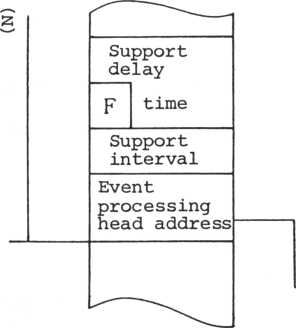 (N)
Support
delay
F time
Support
interval
Event
processing
head address